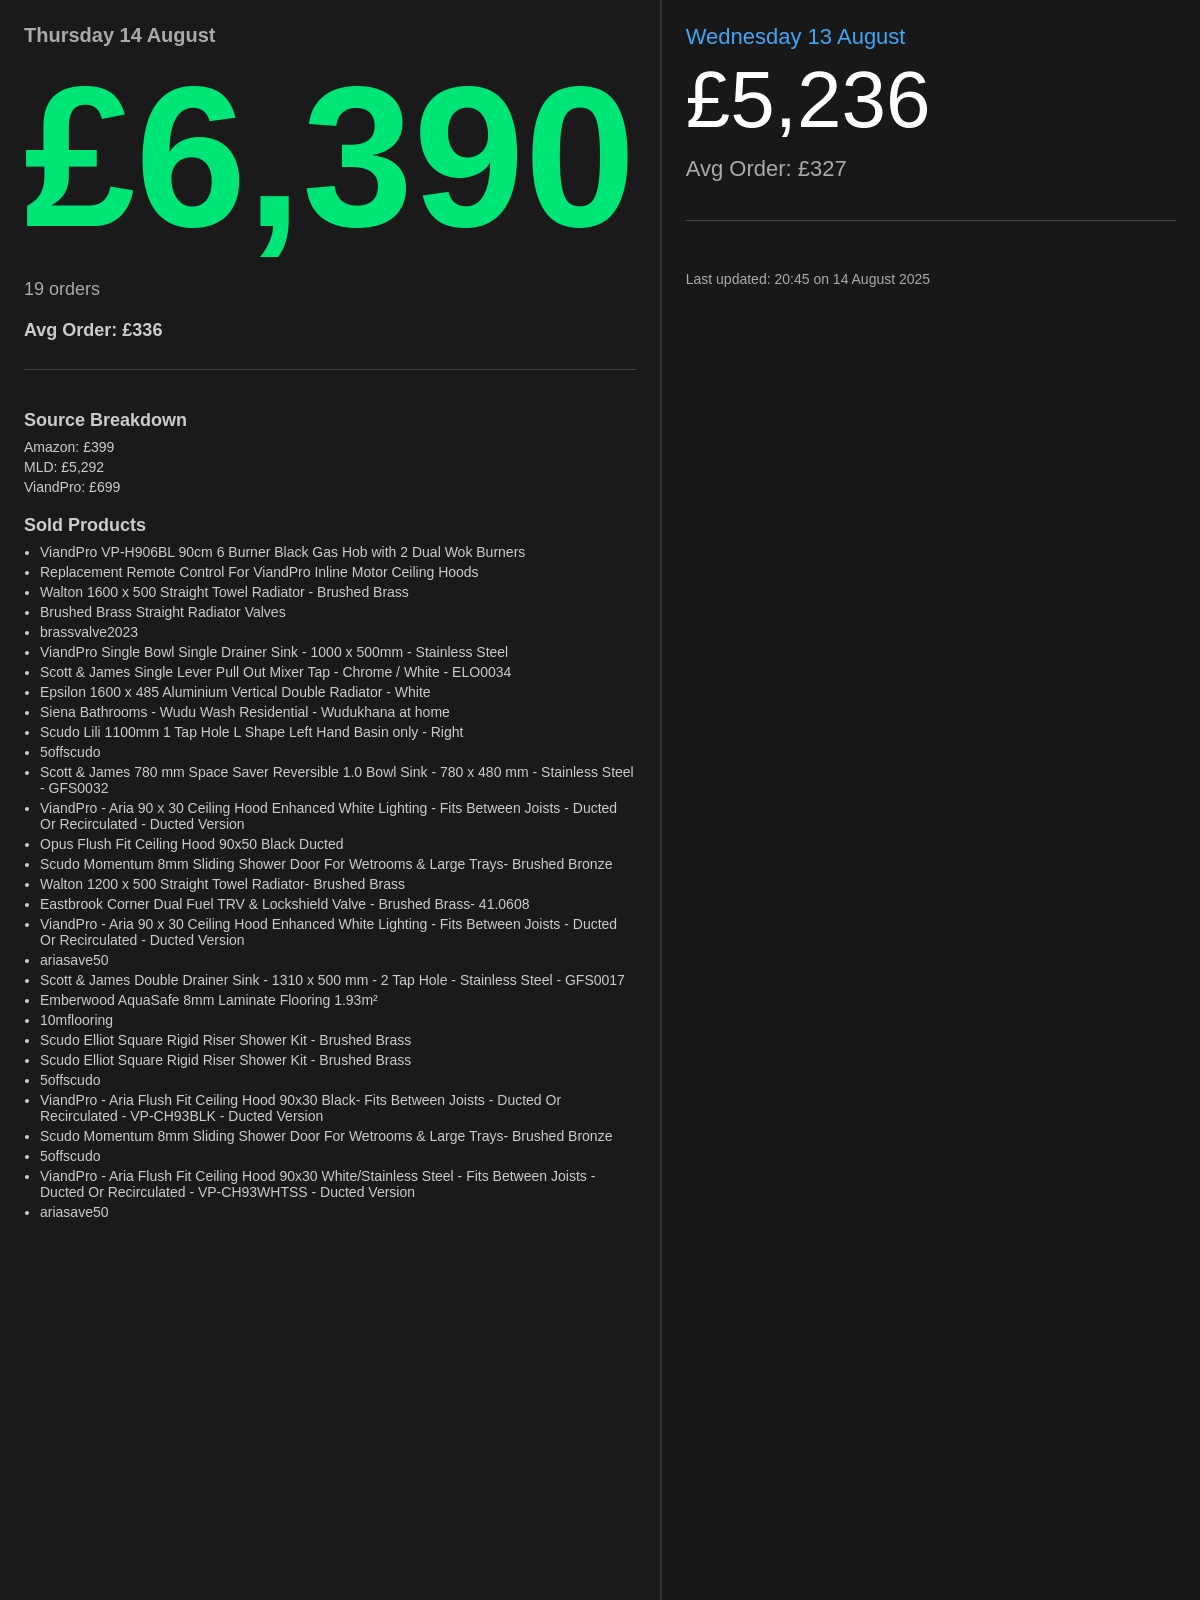 Thursday 14 August
£6,390
19 orders
Avg Order: £336
Source Breakdown
Amazon: £399
MLD: £5,292
ViandPro: £699
Sold Products
• ViandPro VP-H906BL 90cm 6 Burner Black Gas Hob with 2 Dual Wok Burners
• Replacement Remote Control For ViandPro Inline Motor Ceiling Hoods
• Walton 1600 x 500 Straight Towel Radiator - Brushed Brass
• Brushed Brass Straight Radiator Valves
• brassvalve2023
• ViandPro Single Bowl Single Drainer Sink - 1000 x 500mm - Stainless Steel
• Scott & James Single Lever Pull Out Mixer Tap - Chrome / White - ELO0034
• Epsilon 1600 x 485 Aluminium Vertical Double Radiator - White
• Siena Bathrooms - Wudu Wash Residential - Wudukhana at home
• Scudo Lili 1100mm 1 Tap Hole L Shape Left Hand Basin only - Right
• 5offscudo
• Scott & James 780 mm Space Saver Reversible 1.0 Bowl Sink - 780 x 480 mm - Stainless Steel
- GFS0032
• ViandPro - Aria 90 x 30 Ceiling Hood Enhanced White Lighting - Fits Between Joists - Ducted
Or Recirculated - Ducted Version
• Opus Flush Fit Ceiling Hood 90x50 Black Ducted
• Scudo Momentum 8mm Sliding Shower Door For Wetrooms & Large Trays- Brushed Bronze
• Walton 1200 x 500 Straight Towel Radiator- Brushed Brass
• Eastbrook Corner Dual Fuel TRV & Lockshield Valve - Brushed Brass- 41.0608
• ViandPro - Aria 90 x 30 Ceiling Hood Enhanced White Lighting - Fits Between Joists - Ducted
Or Recirculated - Ducted Version
• ariasave50
• Scott & James Double Drainer Sink - 1310 x 500 mm - 2 Tap Hole - Stainless Steel - GFS0017
• Emberwood AquaSafe 8mm Laminate Flooring 1.93m²
• 10mflooring
• Scudo Elliot Square Rigid Riser Shower Kit - Brushed Brass
• Scudo Elliot Square Rigid Riser Shower Kit - Brushed Brass
• 5offscudo
• ViandPro - Aria Flush Fit Ceiling Hood 90x30 Black- Fits Between Joists - Ducted Or
Recirculated - VP-CH93BLK - Ducted Version
• Scudo Momentum 8mm Sliding Shower Door For Wetrooms & Large Trays- Brushed Bronze
• 5offscudo
• ViandPro - Aria Flush Fit Ceiling Hood 90x30 White/Stainless Steel - Fits Between Joists -
Ducted Or Recirculated - VP-CH93WHTSS - Ducted Version
• ariasave50
Wednesday 13 August
£5,236
Avg Order: £327
Last updated: 20:45 on 14 August 2025